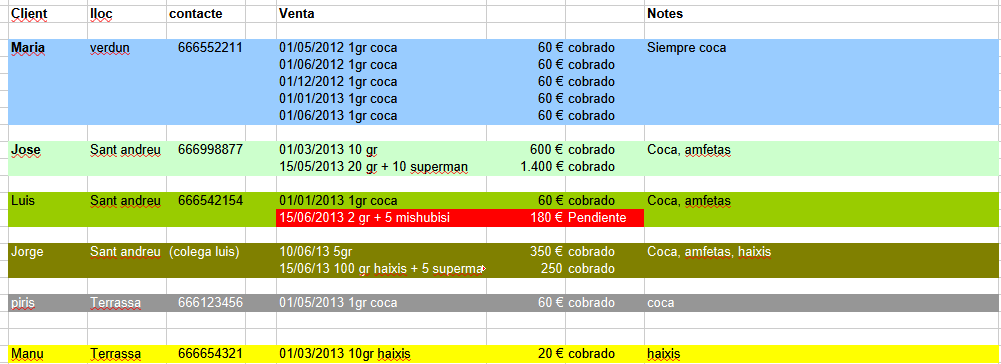 Client lloc contacte Venta Notes
Maria verdun 666552211 01/05/2012 1gr coca 60 € cobrado Siempre coca
01/06/2012 1gr coca 60 € cobrado
01/12/2012 1gr coca 60 € cobrado
01/01/2013 1gr coca 60 € cobrado
01/06/2013 1gr coca 60 € cobrado
Jose Sant andreu 666998877 01/03/2013 10 gr 600 € cobrado Coca, amfetas
15/05/2013 20 gr + 10 superman 1.400 € cobrado
Luis Sant andreu 666542154 01/01/2013 1gr coca 60 € cobrado Coca, amfetas
15/06/2013 2 gr + 5 mishubisi 180 € Pendiente
Jorge Sant andreu (colega luis) 10/06/13 5gr 350 € cobrado Coca, amfetas, haixis
15/06/13 100 gr haixis + 5 superma 250 cobrado
piris Terrassa 666123456 01/05/2013 1gr coca 60 € cobrado coca
Manu Terrassa 666654321 01/03/2013 10gr haixis 20 € cobrado haixis